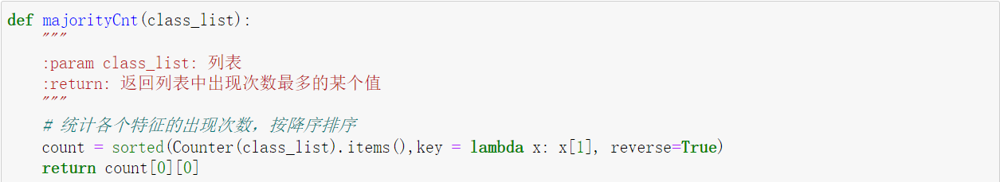 def majorityCnt(class_list):
    """
    :param class_list: 列表
    :return: 返回列表中出现次数最多的某个值
    """
    # 统计各个特征的出现次数，按降序排序
    count = sorted(Counter(class_list).items(),key = lambda x: x[1], reverse=True)
    return count[0][0]